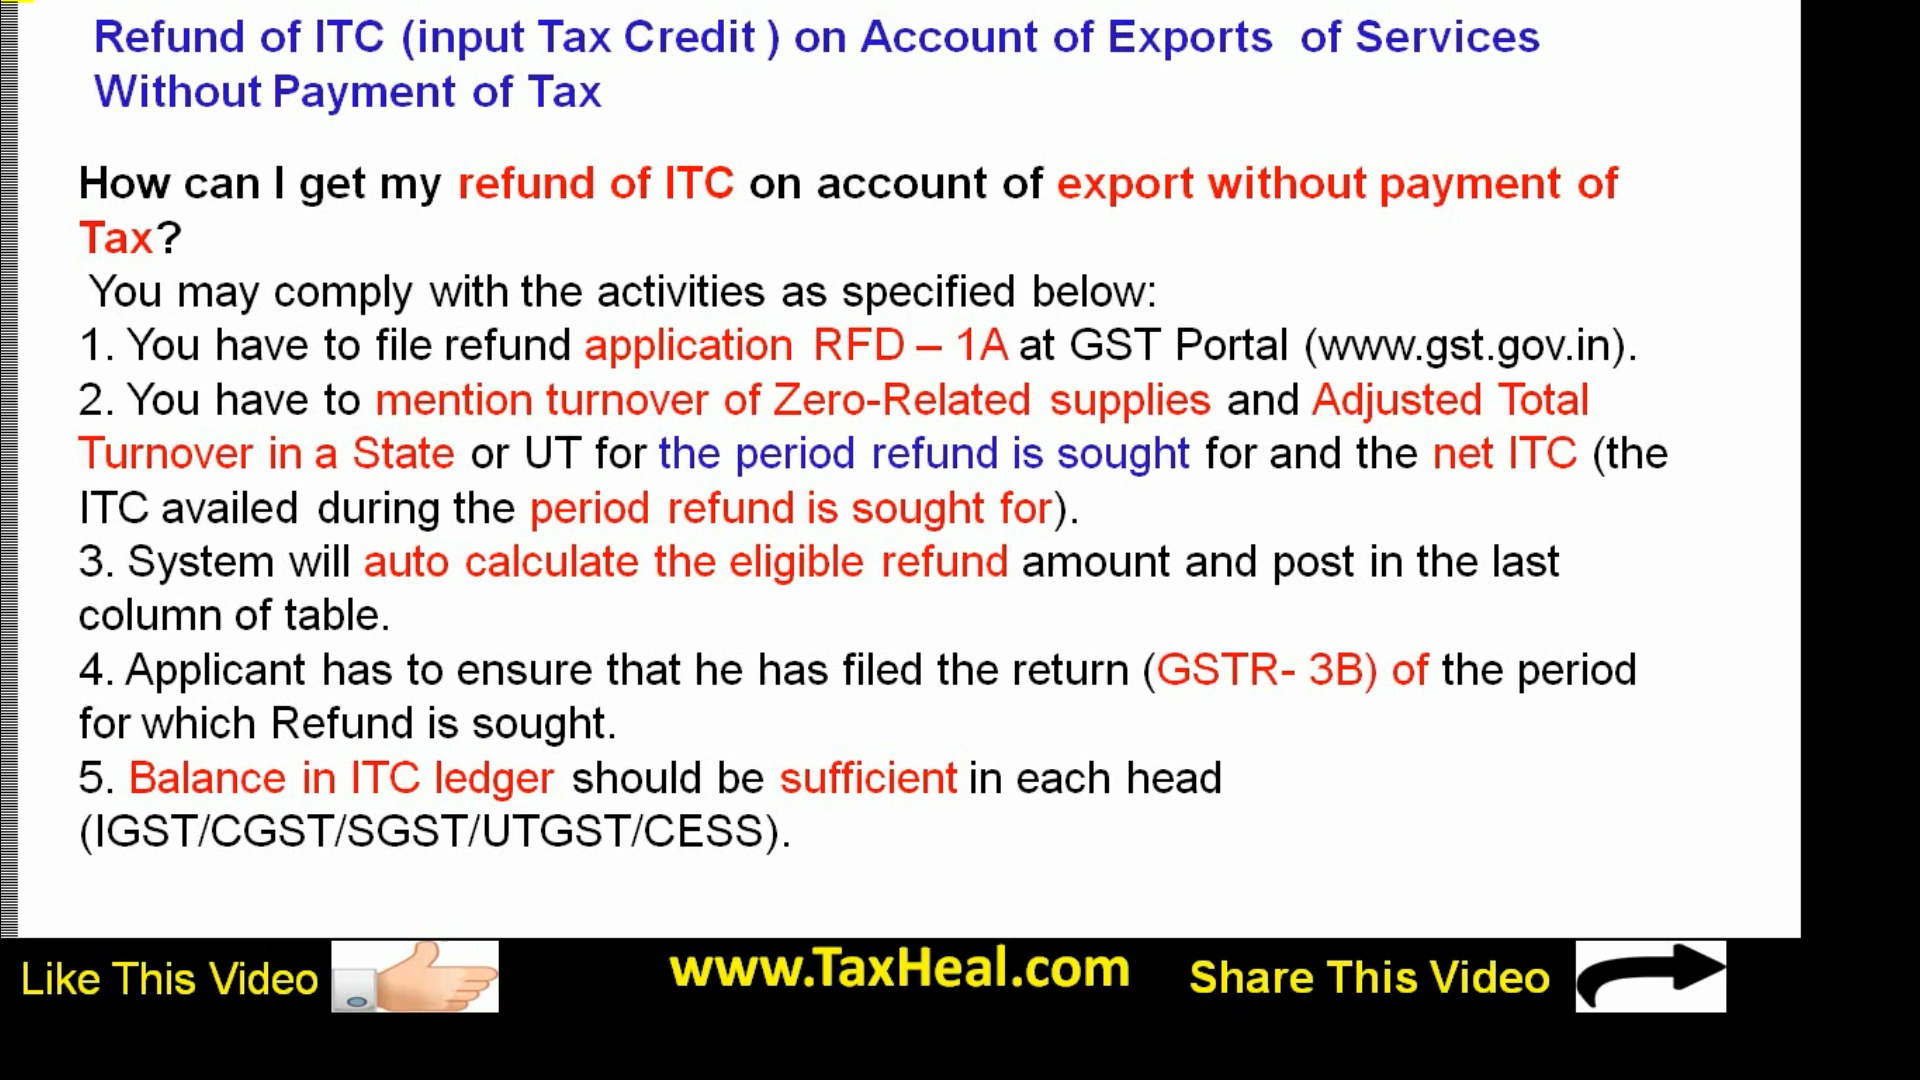 Refund of ITC (input Tax Credit ) on Account of Exports of Services
Without Payment of Tax
How can I get my refund of ITC on account of export without payment of
Tax?
You may comply with the activities as specified below:
1. You have to file refund application RFD – 1A at GST Portal (www.gst.gov.in).
2. You have to mention turnover of Zero-Related supplies and Adjusted Total
Turnover in a State or UT for the period refund is sought for and the net ITC (the
ITC availed during the period refund is sought for).
3. System will auto calculate the eligible refund amount and post in the last
column of table.
4. Applicant has to ensure that he has filed the return (GSTR- 3B) of the period
for which Refund is sought.
5. Balance in ITC ledger should be sufficient in each head
(IGST/CGST/SGST/UTGST/CESS).
Like This Video www.TaxHeal.com Share This Video